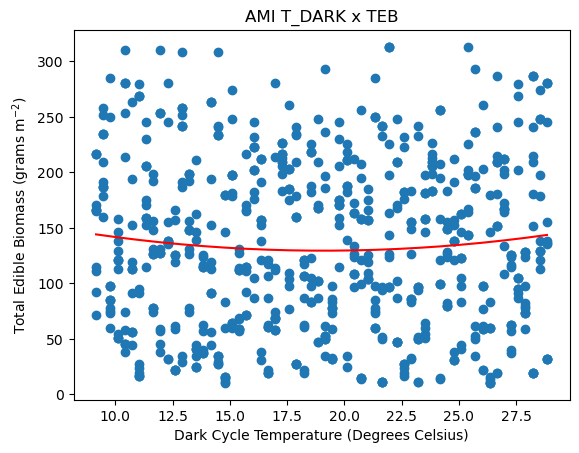 AMI T_DARK x TEB
Total Edible Biomass (grams m⁻²)
300
250
200
150
100
50
0
10.0 12.5 15.0 17.5 20.0 22.5 25.0 27.5
Dark Cycle Temperature (Degrees Celsius)